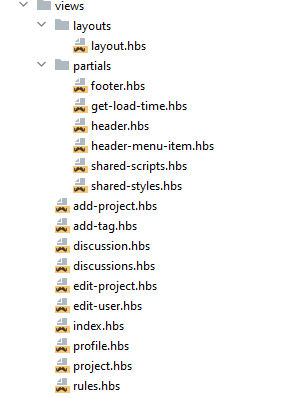 views
layouts
layout.hbs
partials
footer.hbs
get-load-time.hbs
header.hbs
header-menu-item.hbs
shared-scripts.hbs
shared-styles.hbs
add-project.hbs
add-tag.hbs
discussion.hbs
discussions.hbs
edit-project.hbs
edit-user.hbs
index.hbs
profile.hbs
project.hbs
rules.hbs